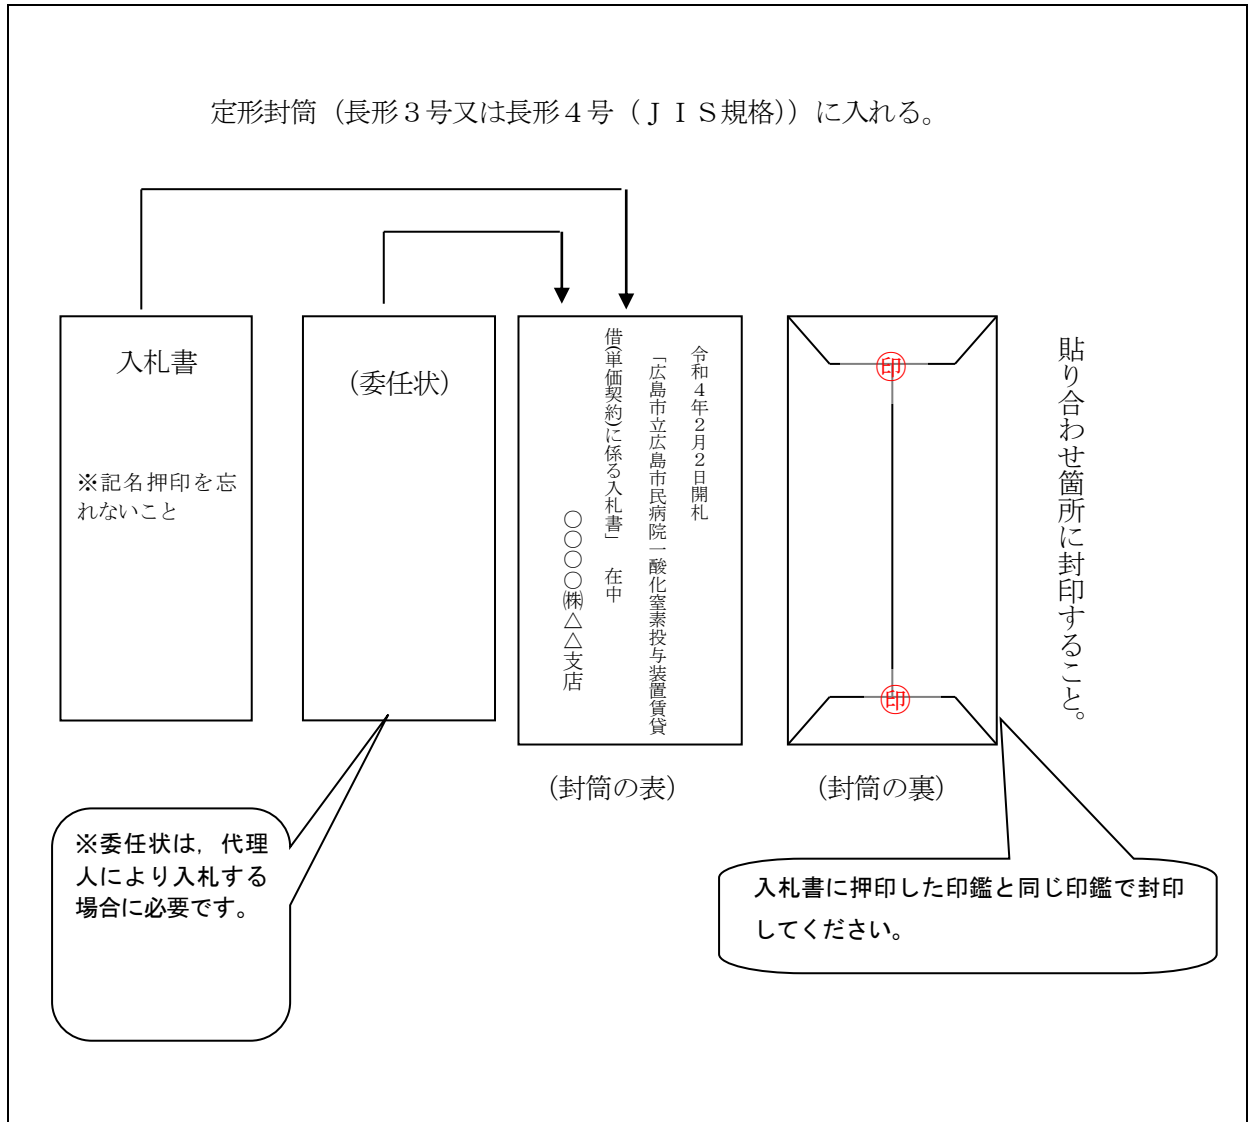 定形封筒（長形３号又は長形４号（ＪＩＳ規格））に入れる。
入札書
※記名押印を忘
れないこと
（委任状）
令和４年２月２日開札
「広島市立広島市民病院一酸化窒素投与装置賃貸
借(単価契約)に係る入札書」　在中
〇〇〇〇㈱△△支店
印
印
貼り合わせ箇所に封印すること。
（封筒の表）
（封筒の裏）
※委任状は，代理
人により入札する
場合に必要です。
入札書に押印した印鑑と同じ印鑑で封印
してください。